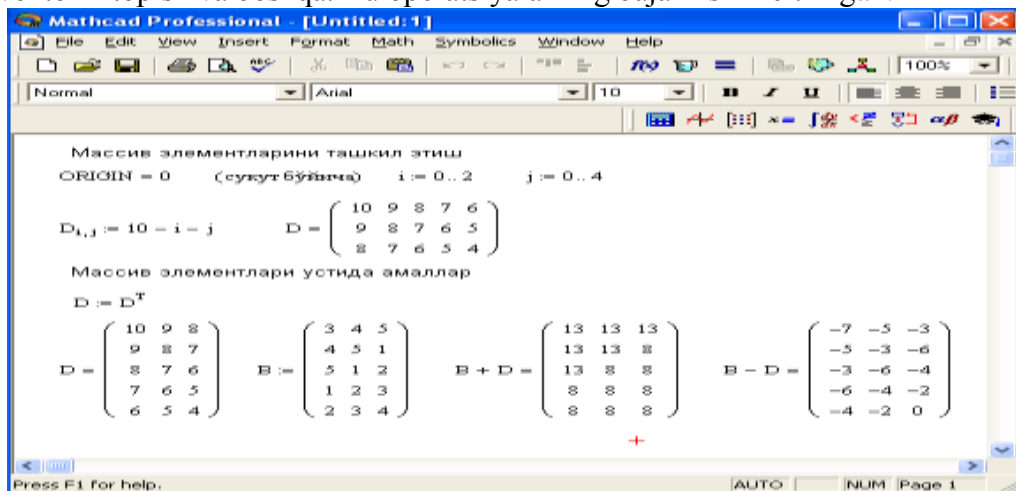 Mathcad Professional - [Untitled:1]
File Edit View Insert Format Math Symbolics Window Help
100%
Normal Arial 10
Массив элементларини ташкил этиш
ORIGIN = 0 (сукут бўйича) i := 0..2 j := 0..4
D_{i,j} := 10 − i − j D = ( 10 9 8 7 6
9 8 7 6 5
8 7 6 5 4 )
Массив элементлари устида амаллар
D := D^T
D = B := B + D = B − D =
10 9 8 3 4 5 13 13 13 −7 −5 −3
9 8 7 4 5 1 13 13 8 −5 −3 −6
8 7 6 5 1 2 13 8 8 −3 −6 −4
7 6 5 1 2 3 8 8 8 −6 −4 −2
6 5 4 2 3 4 8 8 8 −4 −2 0
Press F1 for help. AUTO NUM Page 1